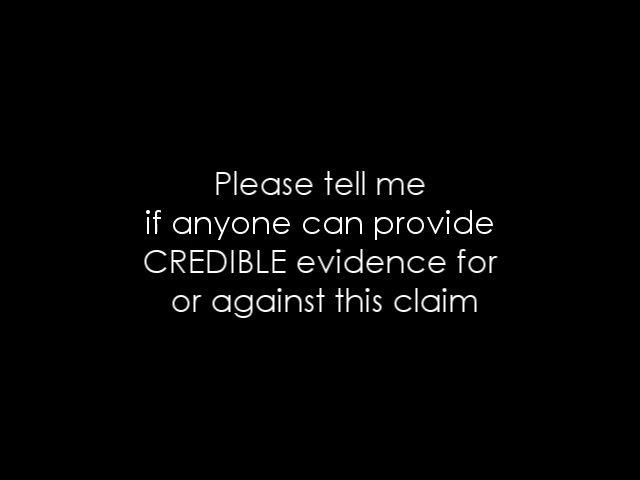 Please tell me
if anyone can provide
CREDIBLE evidence for
or against this claim